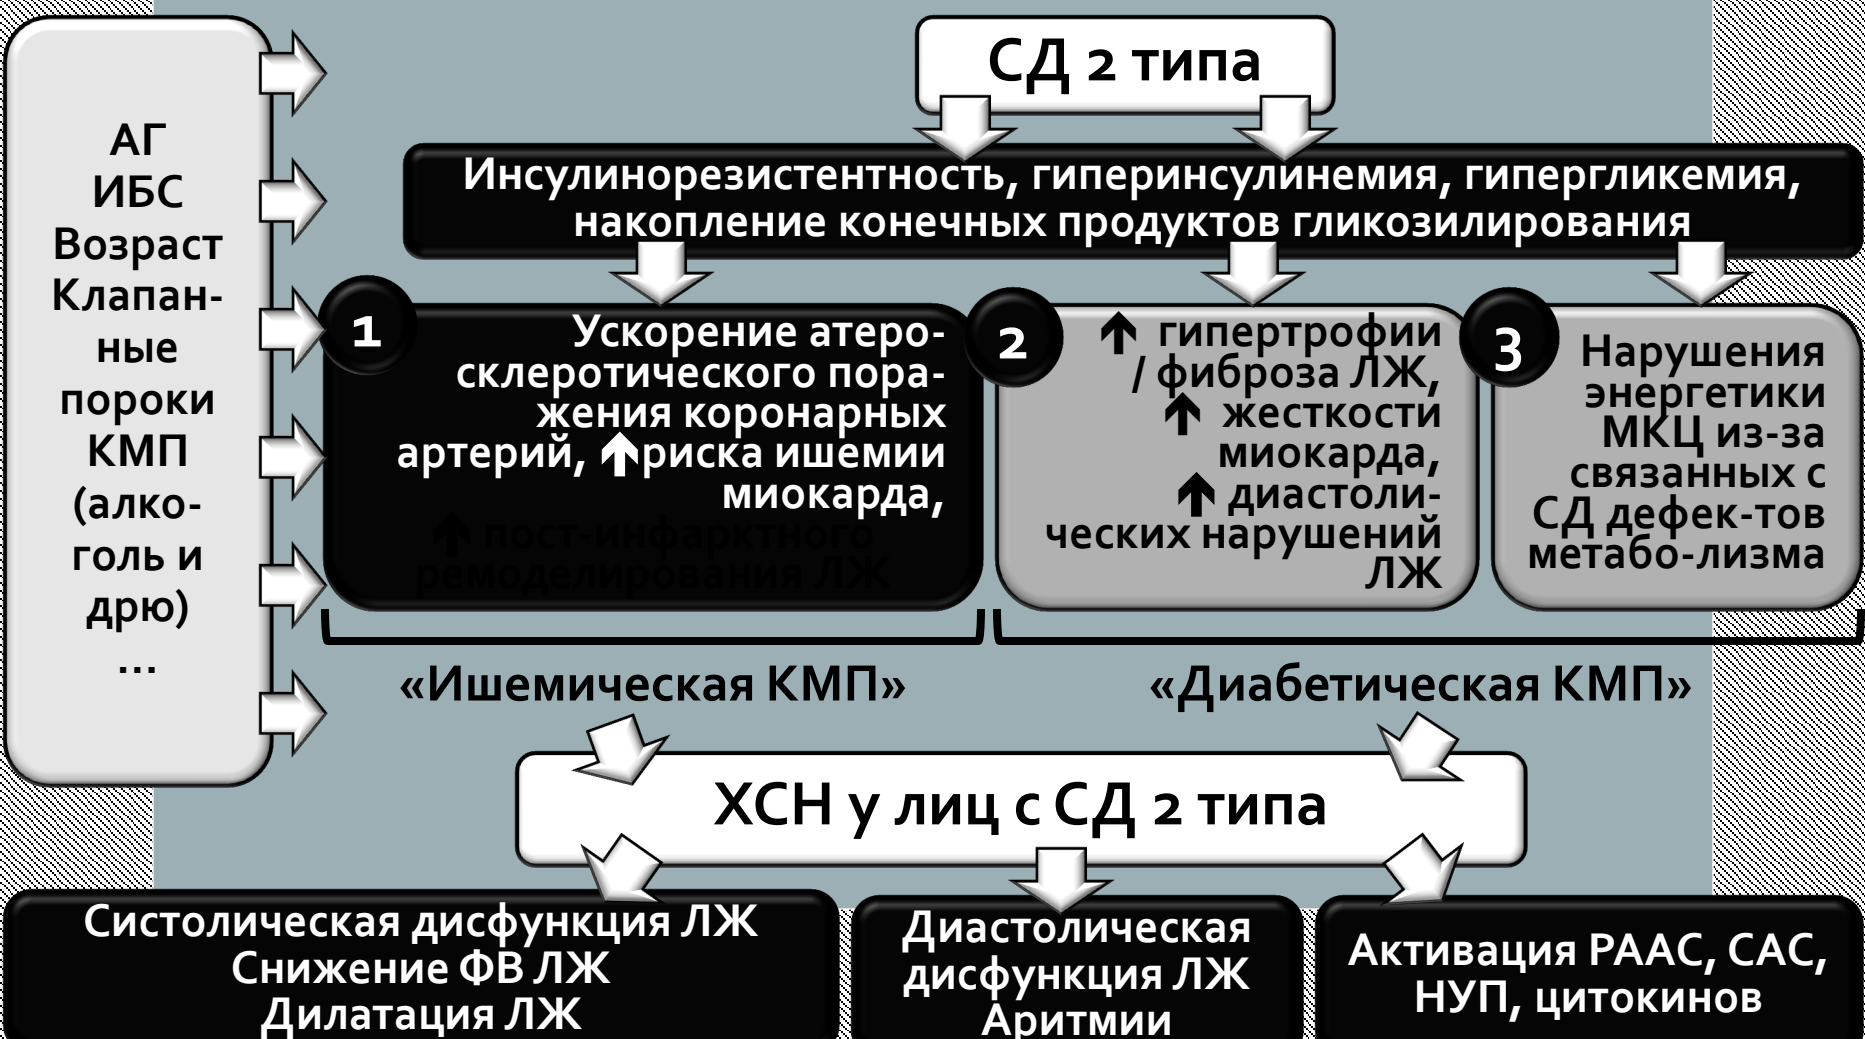 СД 2 типа
АГ
ИБС
Возраст
Клапан-
ные
пороки
КМП
(алко-
голь и
дрю)
...
Инсулинорезистентность, гиперинсулинемия, гипергликемия,
накопление конечных продуктов гликозилирования
1
Ускорение атеро-
склеротического пора-
жения коронарных
артерий, ↑риска ишемии
миокарда,
↑ пост-инфарктного
ремоделирования ЛЖ
2
↑ гипертрофии
/ фиброза ЛЖ,
↑ жесткости
миокарда,
↑ диастоли-
ческих нарушений
ЛЖ
3
Нарушения
энергетики
МКЦ из-за
связанных с
СД дефек-тов
метабо-лизма
«Ишемическая КМП»
«Диабетическая КМП»
ХСН у лиц с СД 2 типа
Систолическая дисфункция ЛЖ
Снижение ФВ ЛЖ
Дилатация ЛЖ
Диастолическая
дисфункция ЛЖ
Аритмии
Активация РААС, САС,
НУП, цитокинов